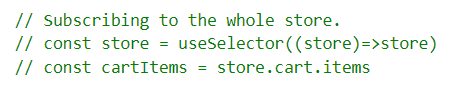 // Subscribing to the whole store.
// const store = useSelector((store)=>store)
// const cartItems = store.cart.items